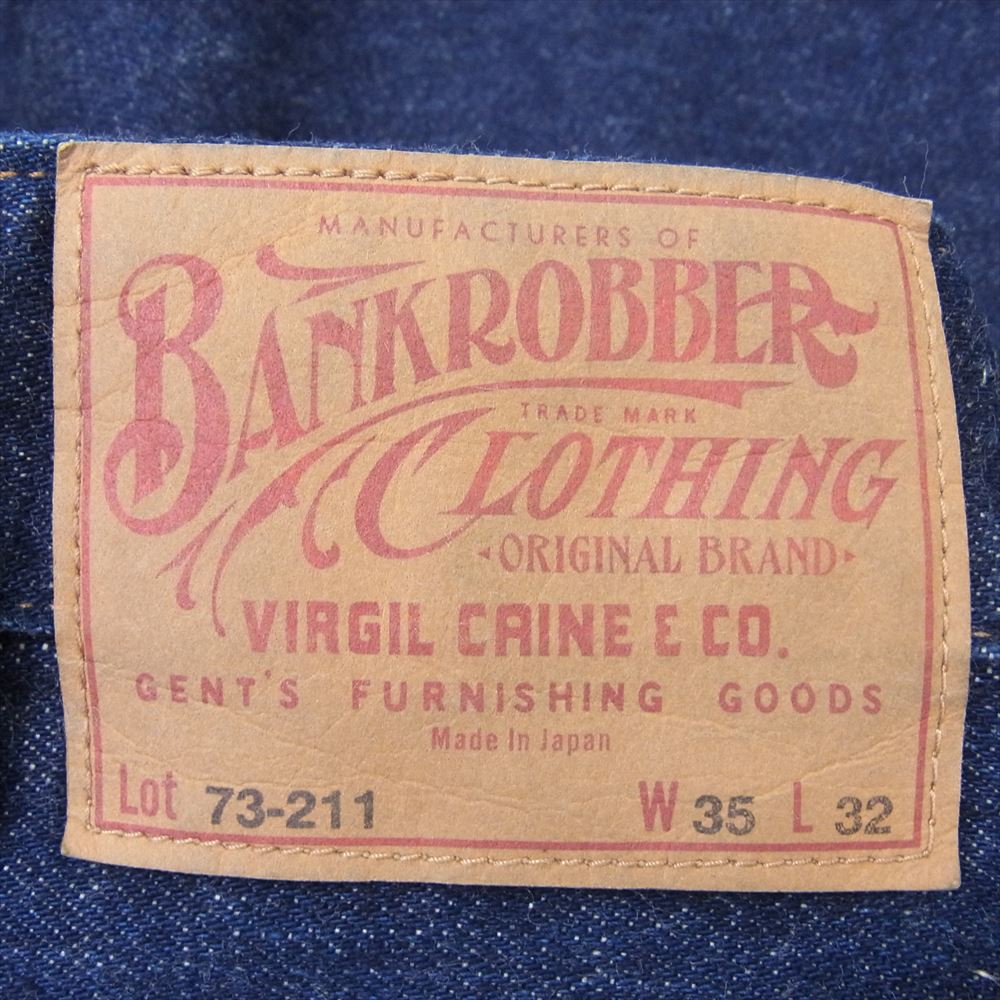 MANUFACTURERS OF
BANKROBBER
TRADE MARK
CLOTHING
ORIGINAL BRAND
VIRGIL CAINE & CO.
GENT'S FURNISHING GOODS
Made In Japan
Lot 73-211 W 35 L 32